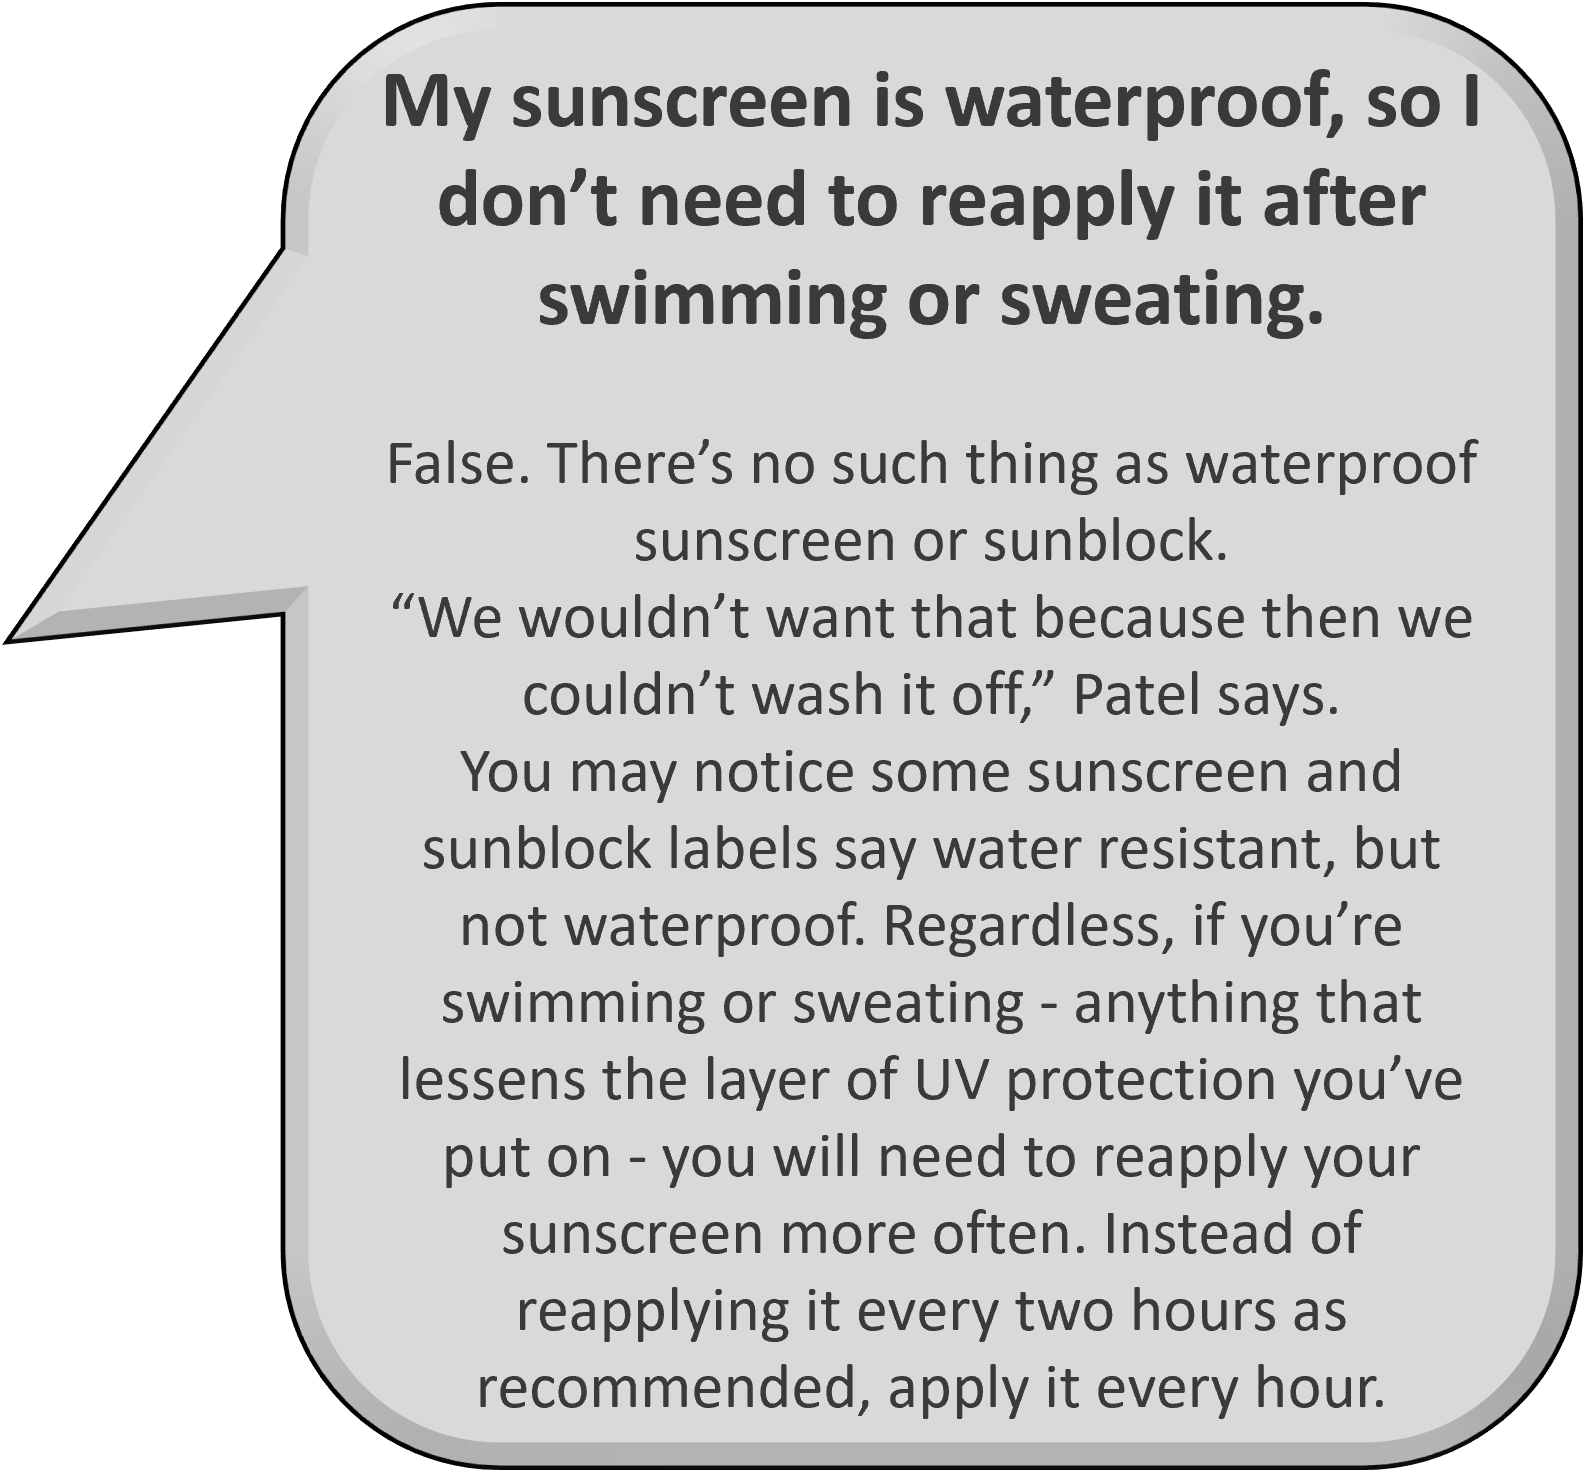 My sunscreen is waterproof, so I
don’t need to reapply it after
swimming or sweating.
False. There’s no such thing as waterproof
sunscreen or sunblock.
“We wouldn’t want that because then we
couldn’t wash it off,” Patel says.
You may notice some sunscreen and
sunblock labels say water resistant, but
not waterproof. Regardless, if you’re
swimming or sweating - anything that
lessens the layer of UV protection you’ve
put on - you will need to reapply your
sunscreen more often. Instead of
reapplying it every two hours as
recommended, apply it every hour.